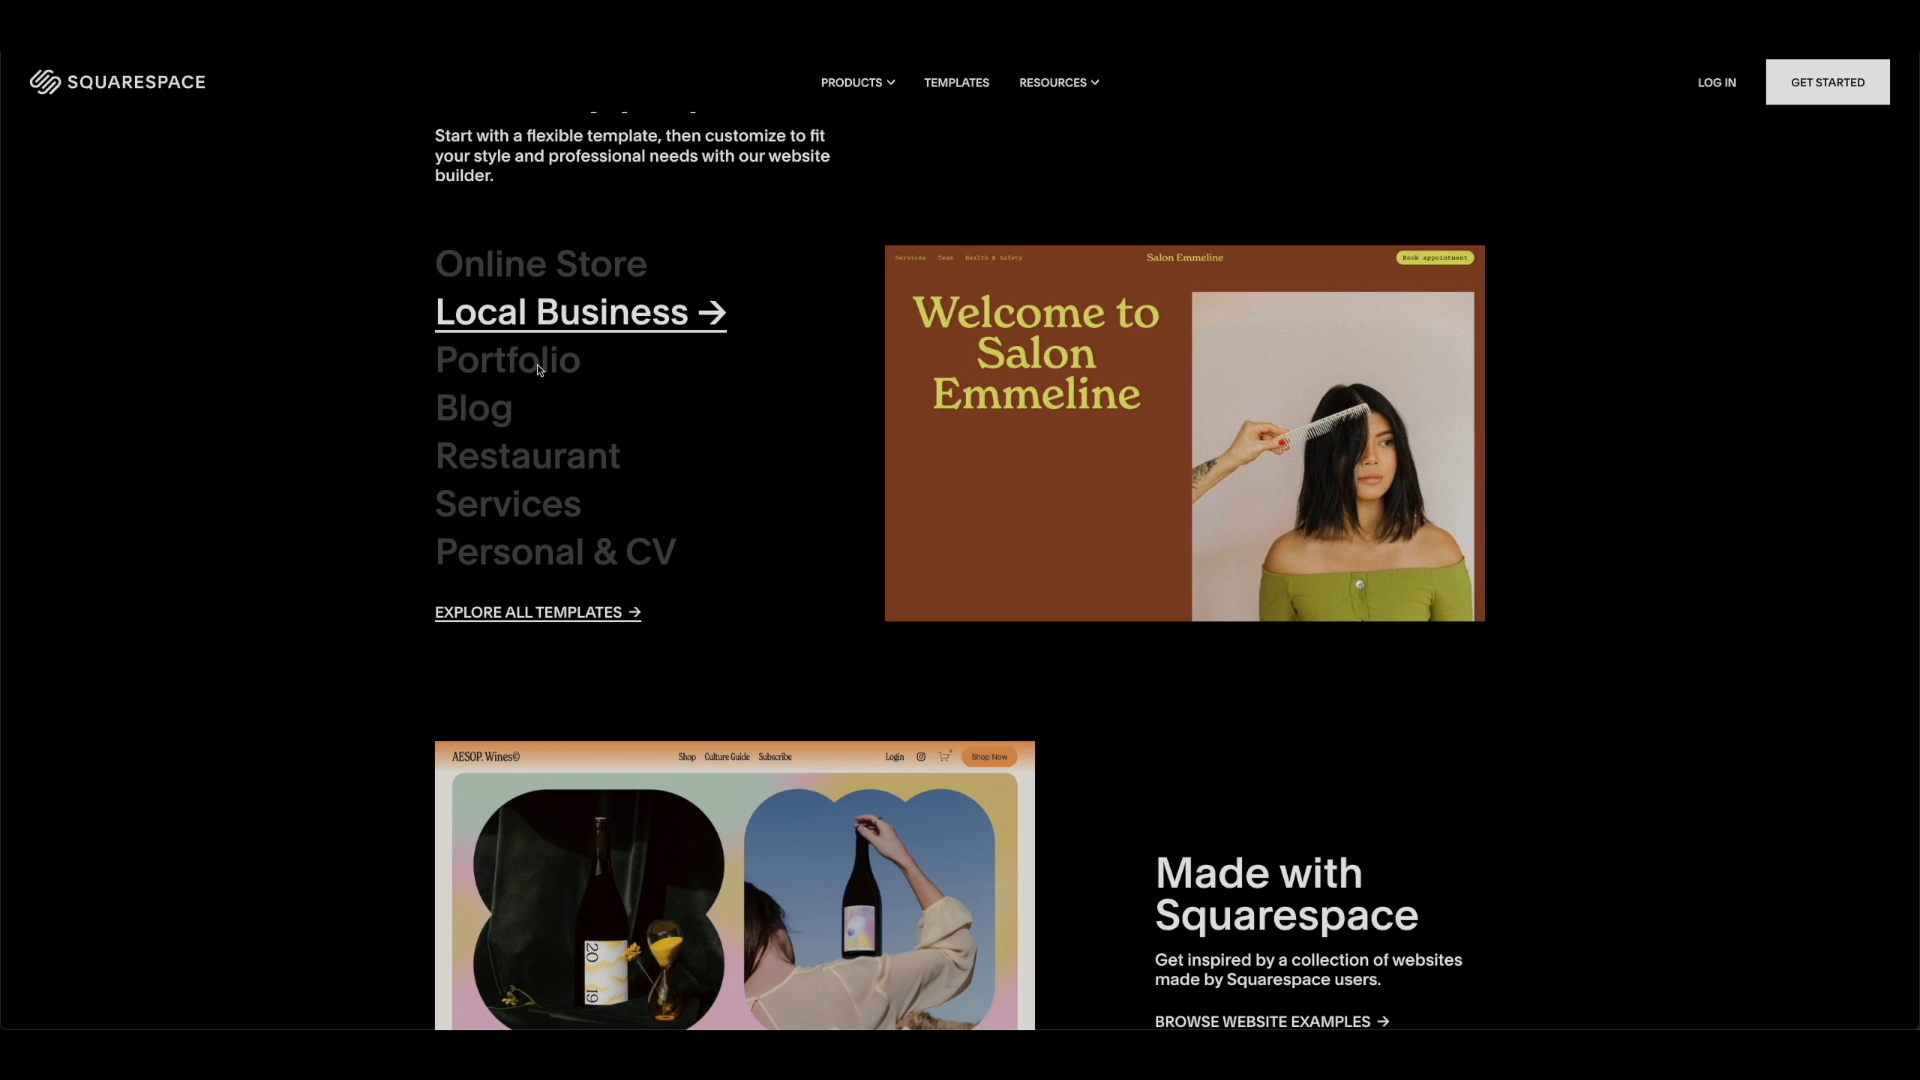 SQUARESPACE
PRODUCTS
TEMPLATES
RESOURCES
LOG IN
GET STARTED
Start with a flexible template, then customize to fit
your style and professional needs with our website
builder.
Online Store
Local Business →
Portfolio
Blog
Restaurant
Services
Personal & CV
EXPLORE ALL TEMPLATES →
Services Team Health & Safety
Salon Emmeline
Book appointment
Welcome to
Salon
Emmeline
AESOP. Wines©
Shop Culture Guide Subscribe
Login
Shop Now
20
19
Made with
Squarespace
Get inspired by a collection of websites
made by Squarespace users.
BROWSE WEBSITE EXAMPLES →